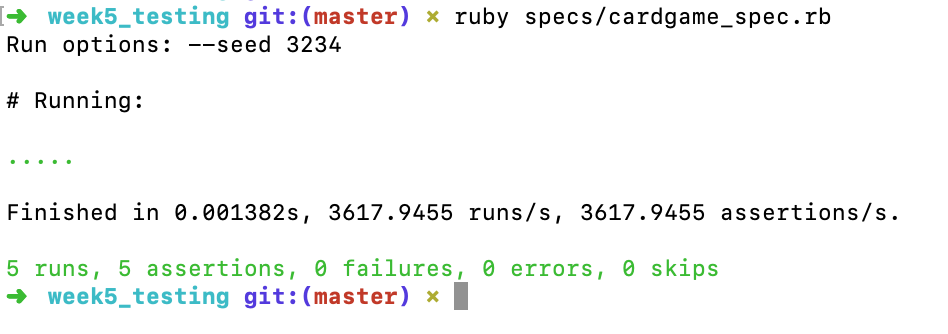 [➜ week5_testing git:(master) ✗ ruby specs/cardgame_spec.rb
Run options: --seed 3234
# Running:
.....
Finished in 0.001382s, 3617.9455 runs/s, 3617.9455 assertions/s.
5 runs, 5 assertions, 0 failures, 0 errors, 0 skips
➜ week5_testing git:(master) ✗